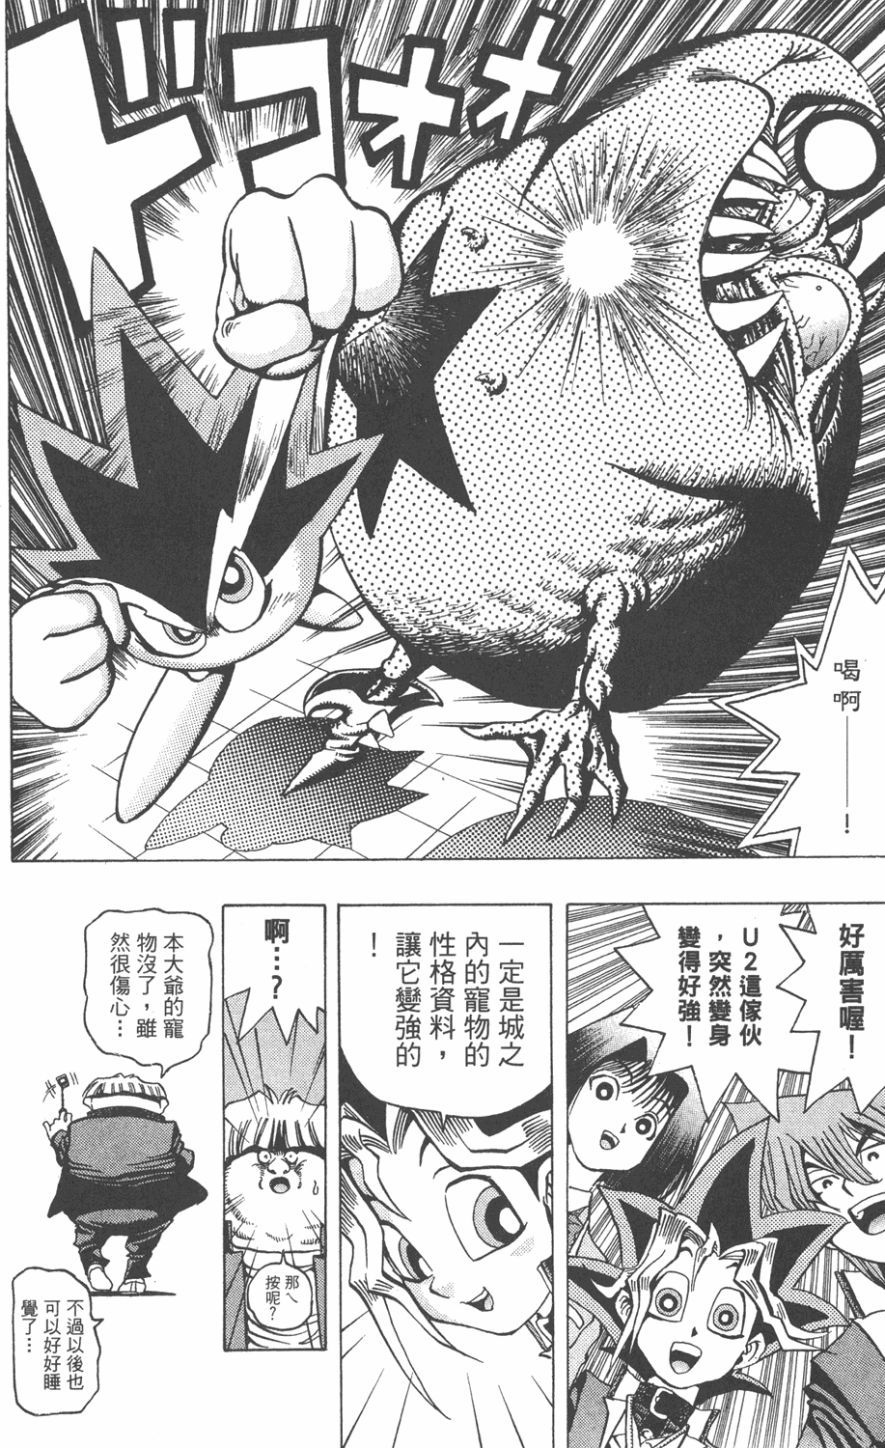 ドゴォォ
喝啊——！
好厲害喔！
U2這傢伙
，突然變身
變得好強！
一定是城之
內的寵物的
性格資料，
讓它變強的
！
啊…？
那ㄟ
按呢？
本大爺的寵
物沒了，雖
然很傷心…
不過以後也
可以好好睡
覺了…